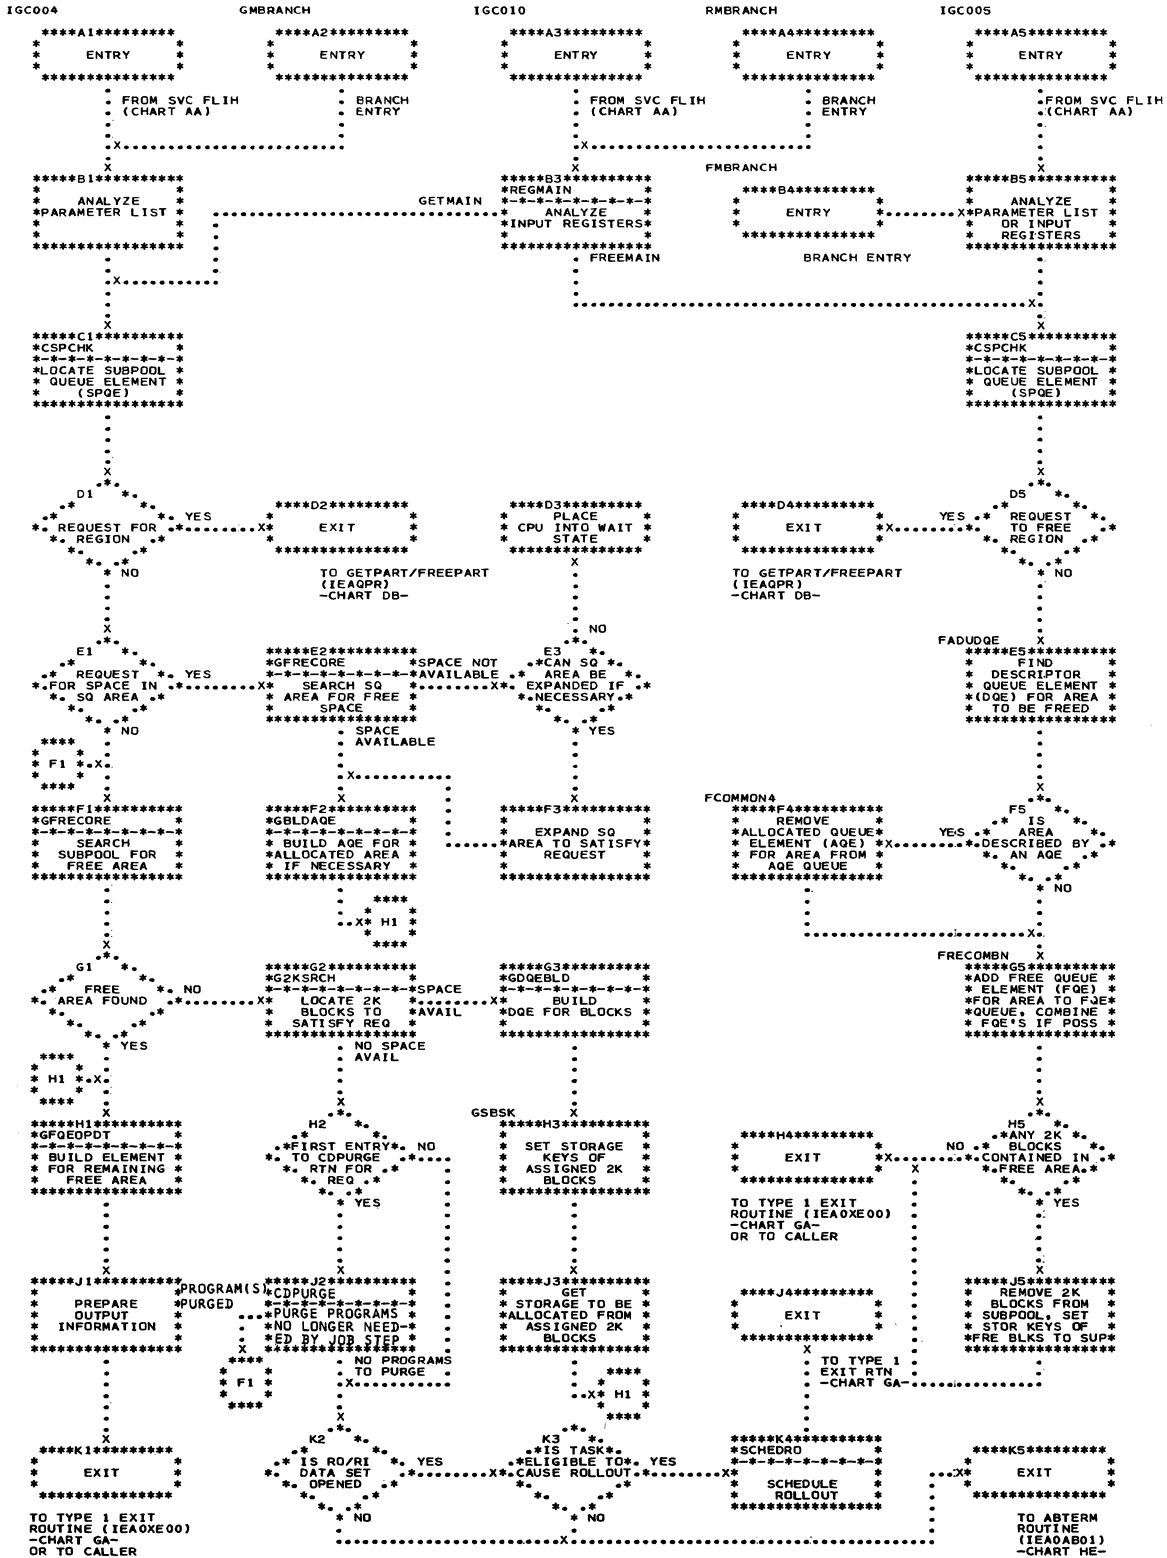 IGC004 GMBRANCH IGC010 RMBRANCH IGC005
A1 A2 A3 A4 A5
ENTRY ENTRY ENTRY ENTRY ENTRY
FROM SVC FLIH BRANCH FROM SVC FLIH BRANCH FROM SVC FLIH
(CHART AA) ENTRY (CHART AA) ENTRY (CHART AA)
FMBRANCH
B1
ANALYZE
PARAMETER LIST
GETMAIN
B3
REGMAIN
ANALYZE
INPUT REGISTERS
FREEMAIN
B4
ENTRY
BRANCH ENTRY
B5
ANALYZE
PARAMETER LIST
OR INPUT
REGISTERS
C1
CSPCHK
LOCATE SUBPOOL
QUEUE ELEMENT
(SPQE)
C5
CSPCHK
LOCATE SUBPOOL
QUEUE ELEMENT
(SPQE)
D1
REQUEST FOR
REGION
YES
NO
D2
EXIT
TO GETPART/FREEPART
(IEAQPR)
-CHART DB-
D3
PLACE
CPU INTO WAIT
STATE
D4
EXIT
TO GETPART/FREEPART
(IEAQPR)
-CHART DB-
D5
REQUEST
TO FREE
REGION
YES
NO
E1
REQUEST
FOR SPACE IN
SQ AREA
YES
NO
E2
GFRECORE
SEARCH SQ
AREA FOR FREE
SPACE
SPACE NOT
AVAILABLE
SPACE
AVAILABLE
NO
E3
CAN SQ
AREA BE
EXPANDED IF
NECESSARY
YES
FADUDQE
E5
FIND
DESCRIPTOR
QUEUE ELEMENT
(DQE) FOR AREA
TO BE FREED
F1
F1
GFRECORE
SEARCH
SUBPOOL FOR
FREE AREA
F2
GBLDAQE
BUILD AQE FOR
ALLOCATED AREA
IF NECESSARY
H1
F3
EXPAND SQ
AREA TO SATISFY
REQUEST
FCOMMON4
F4
REMOVE
ALLOCATED QUEUE
ELEMENT (AQE)
FOR AREA FROM
AQE QUEUE
F5
IS
AREA
DESCRIBED BY
AN AQE
YES
NO
G1
FREE
AREA FOUND
NO
YES
G2
G2KSRCH
LOCATE 2K
BLOCKS TO
SATISFY REQ
SPACE
AVAIL
NO SPACE
AVAIL
G3
GDQEBLD
BUILD
DQE FOR BLOCKS
FRECOMBN
G5
ADD FREE QUEUE
ELEMENT (FQE)
FOR AREA TO FQE
QUEUE, COMBINE
FQE'S IF POSS
H1
H1
GFQEOPDT
BUILD ELEMENT
FOR REMAINING
FREE AREA
H2
FIRST ENTRY
TO CDPURGE
RTN FOR
REQ
NO
YES
GSBSK
H3
SET STORAGE
KEYS OF
ASSIGNED 2K
BLOCKS
H4
EXIT
TO TYPE 1 EXIT
ROUTINE (IEA0XE00)
-CHART GA-
OR TO CALLER
H5
ANY 2K
BLOCKS
CONTAINED IN
FREE AREA
NO
YES
J1
PREPARE
OUTPUT
INFORMATION
PROGRAM(S)
PURGED
J2
CDPURGE
PURGE PROGRAMS
NO LONGER NEED-
ED BY JOB STEP
NO PROGRAMS
TO PURGE
F1
J3
GET
STORAGE TO BE
ALLOCATED FROM
ASSIGNED 2K
BLOCKS
H1
J4
EXIT
TO TYPE 1
EXIT RTN
-CHART GA-
J5
REMOVE 2K
BLOCKS FROM
SUBPOOL, SET
STOR KEYS OF
FRE BLKS TO SUP
K1
EXIT
TO TYPE 1 EXIT
ROUTINE (IEA0XE00)
-CHART GA-
OR TO CALLER
K2
IS RO/RI
DATA SET
OPENED
YES
NO
K3
IS TASK
ELIGIBLE TO
CAUSE ROLLOUT
YES
NO
K4
SCHEDRO
SCHEDULE
ROLLOUT
K5
EXIT
TO ABTERM
ROUTINE
(IEA0AB01)
-CHART HE-